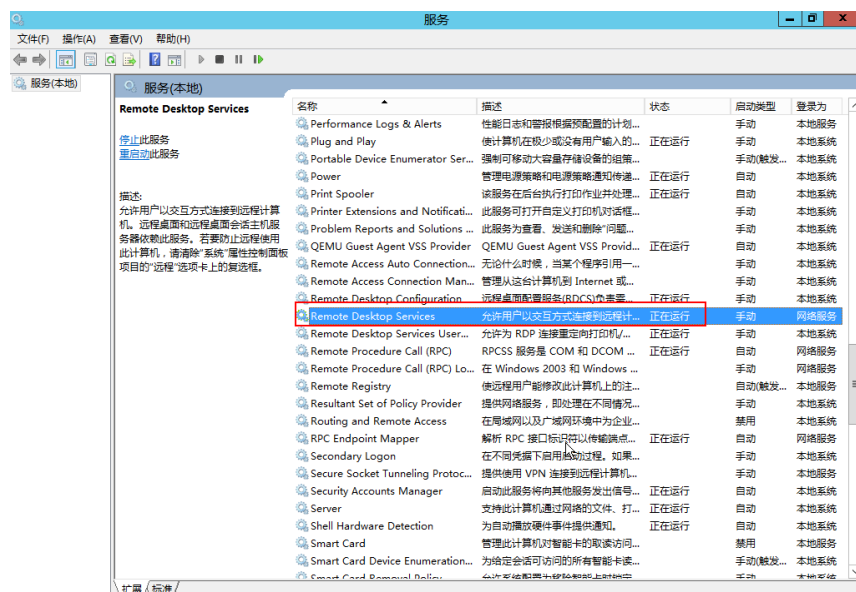 服务
文件(F) 操作(A) 查看(V) 帮助(H)
服务(本地)
服务(本地)
Remote Desktop Services
停止此服务
重启动此服务
描述:
允许用户以交互方式连接到远程计算
机。远程桌面和远程桌面会话主机服
务器依赖此服务。若要防止远程使用
此计算机，请清除“系统”属性控制面板
项目的“远程”选项卡上的复选框。
名称 描述 状态 启动类型 登录为
Performance Logs & Alerts 性能日志和警报根据预配置的计划... 手动 本地服务
Plug and Play 使计算机在极少或没有用户输入的... 正在运行 手动 本地系统
Portable Device Enumerator Ser... 强制可移动大容量存储设备的组策... 手动(触发... 本地系统
Power 管理电源策略和电源策略通知传递... 正在运行 自动 本地系统
Print Spooler 该服务在后台执行打印作业并处理... 正在运行 自动 本地系统
Printer Extensions and Notificati... 此服务可打开自定义打印机对话框... 手动 本地系统
Problem Reports and Solutions ... 此服务为查看、发送和删除“问题... 手动 本地系统
QEMU Guest Agent VSS Provider QEMU Guest Agent VSS Provid... 正在运行 自动 本地系统
Remote Access Auto Connection... 无论什么时候，当某个程序引用一... 手动 本地系统
Remote Access Connection Man... 管理从这台计算机到 Internet 或... 手动 本地系统
Remote Desktop Configuration 远程桌面配置服务(RDCS)负责需... 正在运行 手动 本地系统
Remote Desktop Services 允许用户以交互方式连接到远程计... 正在运行 手动 网络服务
Remote Desktop Services User... 允许为 RDP 连接重定向打印机/... 正在运行 手动 本地系统
Remote Procedure Call (RPC) RPCSS 服务是 COM 和 DCOM ... 正在运行 自动 网络服务
Remote Procedure Call (RPC) Lo... 在 Windows 2003 和 Windows ... 手动 网络服务
Remote Registry 使远程用户能修改此计算机上的注... 自动(触发... 本地服务
Resultant Set of Policy Provider 提供网络服务，即处理在不同情况... 手动 本地系统
Routing and Remote Access 在局域网以及广域网环境中为企业... 禁用 本地系统
RPC Endpoint Mapper 解析 RPC 接口标识符以传输端点... 正在运行 自动 网络服务
Secondary Logon 在不同凭据下启用启动过程。如果... 手动 本地系统
Secure Socket Tunneling Protoc... 提供使用 VPN 连接到远程计算机... 手动 本地服务
Security Accounts Manager 启动此服务将向其他服务发出信号... 正在运行 自动 本地系统
Server 支持此计算机通过网络的文件、打... 正在运行 自动 本地系统
Shell Hardware Detection 为自动播放硬件事件提供通知。 正在运行 自动 本地系统
Smart Card 管理此计算机对智能卡的取读访问... 禁用 本地服务
Smart Card Device Enumeration... 为给定会话可访问的所有智能卡读... 手动(触发... 本地系统
Smart Card Removal Policy 允许系统配置为移除智能卡时锁定... 手动 本地系统
扩展 标准